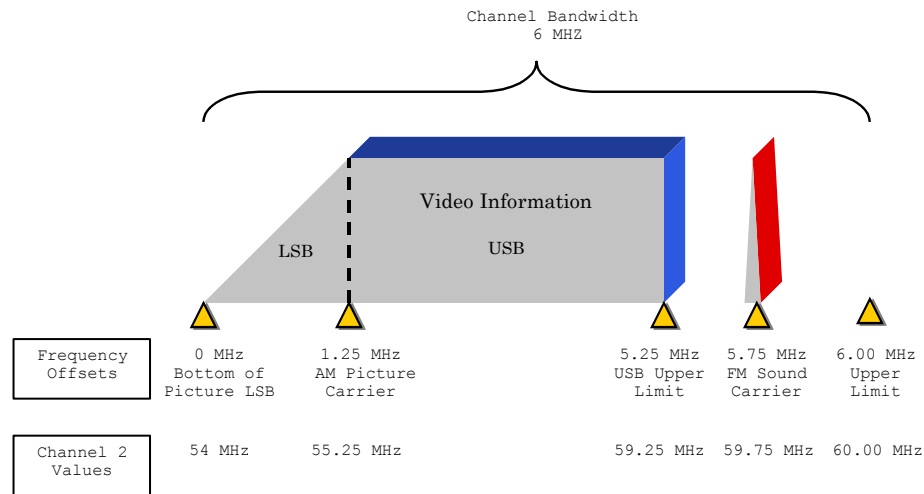 Channel Bandwidth
6 MHZ
Video Information
LSB
USB
Frequency
Offsets
0 MHz
Bottom of
Picture LSB
1.25 MHz
AM Picture
Carrier
5.25 MHz
USB Upper
Limit
5.75 MHz
FM Sound
Carrier
6.00 MHz
Upper
Limit
Channel 2
Values
54 MHz
55.25 MHz
59.25 MHz
59.75 MHz
60.00 MHz